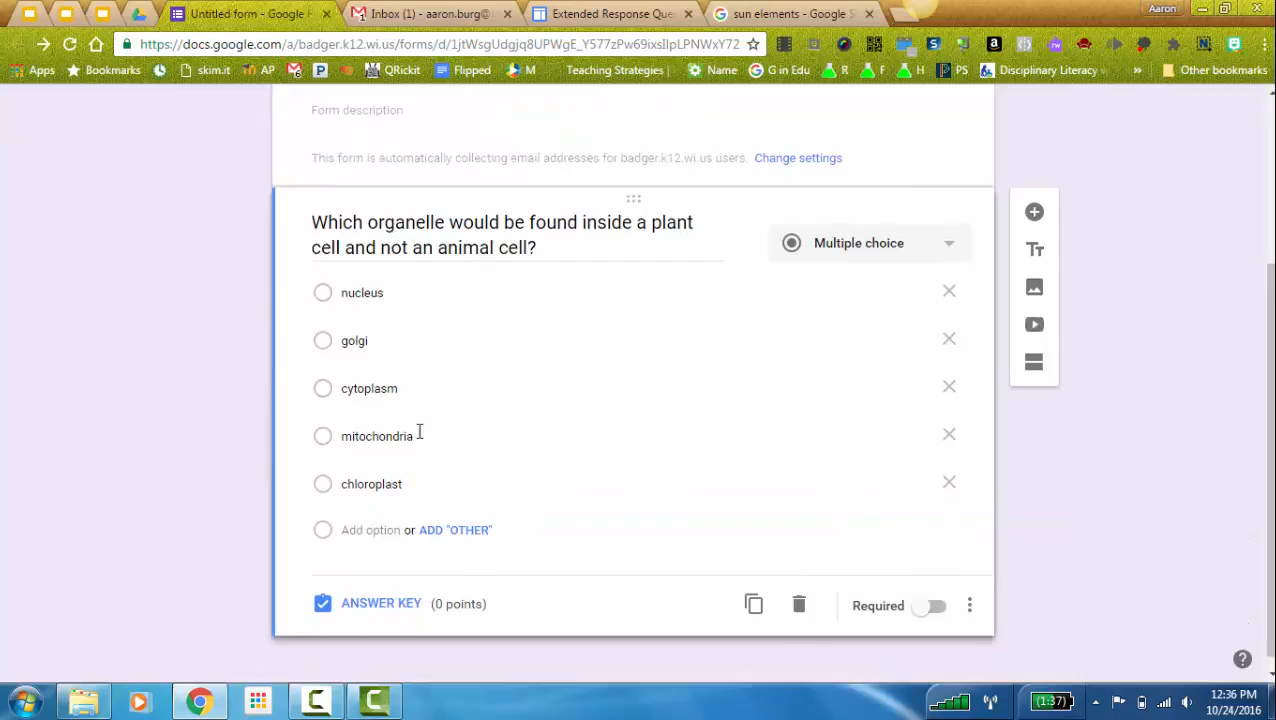 Untitled form - Google F
Inbox (1) - aaron.burg@
Extended Response Que
sun elements - Google S
Aaron
https://docs.google.com/a/badger.k12.wi.us/forms/d/1jtWsgUdgjq8UPWgE_Y577zPw69ixsIlpLPNWxY72
Apps
Bookmarks
skim.it
AP
P
QRickit
Flipped
M
Teaching Strategies
Name
G in Edu
R
F
H
PS
Disciplinary Literacy
»
Other bookmarks
Form description
This form is automatically collecting email addresses for badger.k12.wi.us users. Change settings
Which organelle would be found inside a plant
cell and not an animal cell?
Multiple choice
nucleus
golgi
cytoplasm
mitochondria
chloroplast
Add option or ADD "OTHER"
ANSWER KEY (0 points)
Required
(1:37)
12:36 PM
10/24/2016